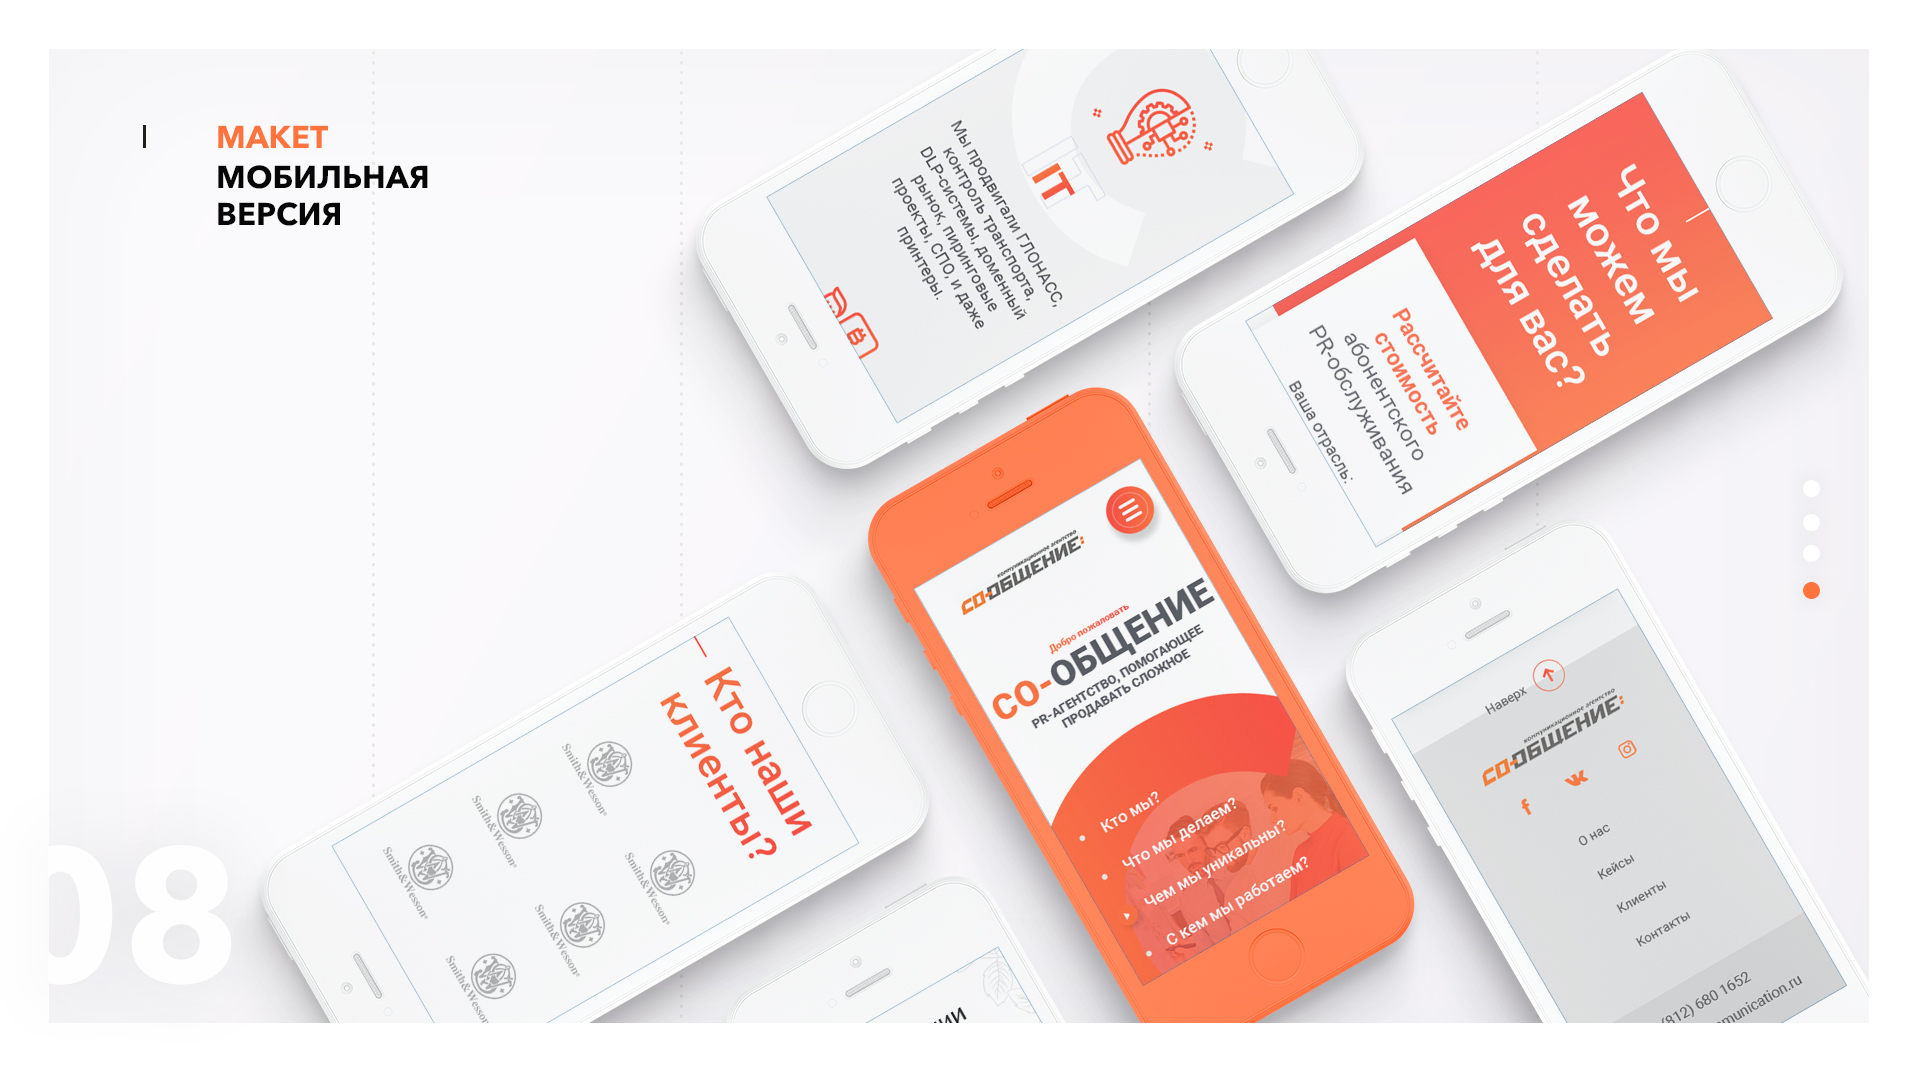 МАКЕТ
МОБИЛЬНАЯ
ВЕРСИЯ
08
IT
Мы продвигали ГЛОНАСС,
контроль транспорта,
DLP-системы, доменный
рынок, пиринговые
проекты, СПО, и даже
принтеры.
Что мы
можем
сделать
для вас?
Рассчитайте
стоимость
абонентского
PR-обслуживания
Ваша отрасль:
коммуникационное агентство
СО-ОБЩЕНИЕ:
Добро пожаловать
СО-ОБЩЕНИЕ
PR-АГЕНТСТВО, ПОМОГАЮЩЕЕ
ПРОДАВАТЬ СЛОЖНОЕ
Кто мы?
Что мы делаем?
Чем мы уникальны?
С кем мы работаем?
Кто наши
клиенты?
Smith&Wesson
Smith&Wesson
Smith&Wesson
Smith&Wesson
Smith&Wesson
Smith&Wesson
Наверх
коммуникационное агентство
СО-ОБЩЕНИЕ:
О нас
Кейсы
Клиенты
Контакты
(812) 680 1652
munication.ru